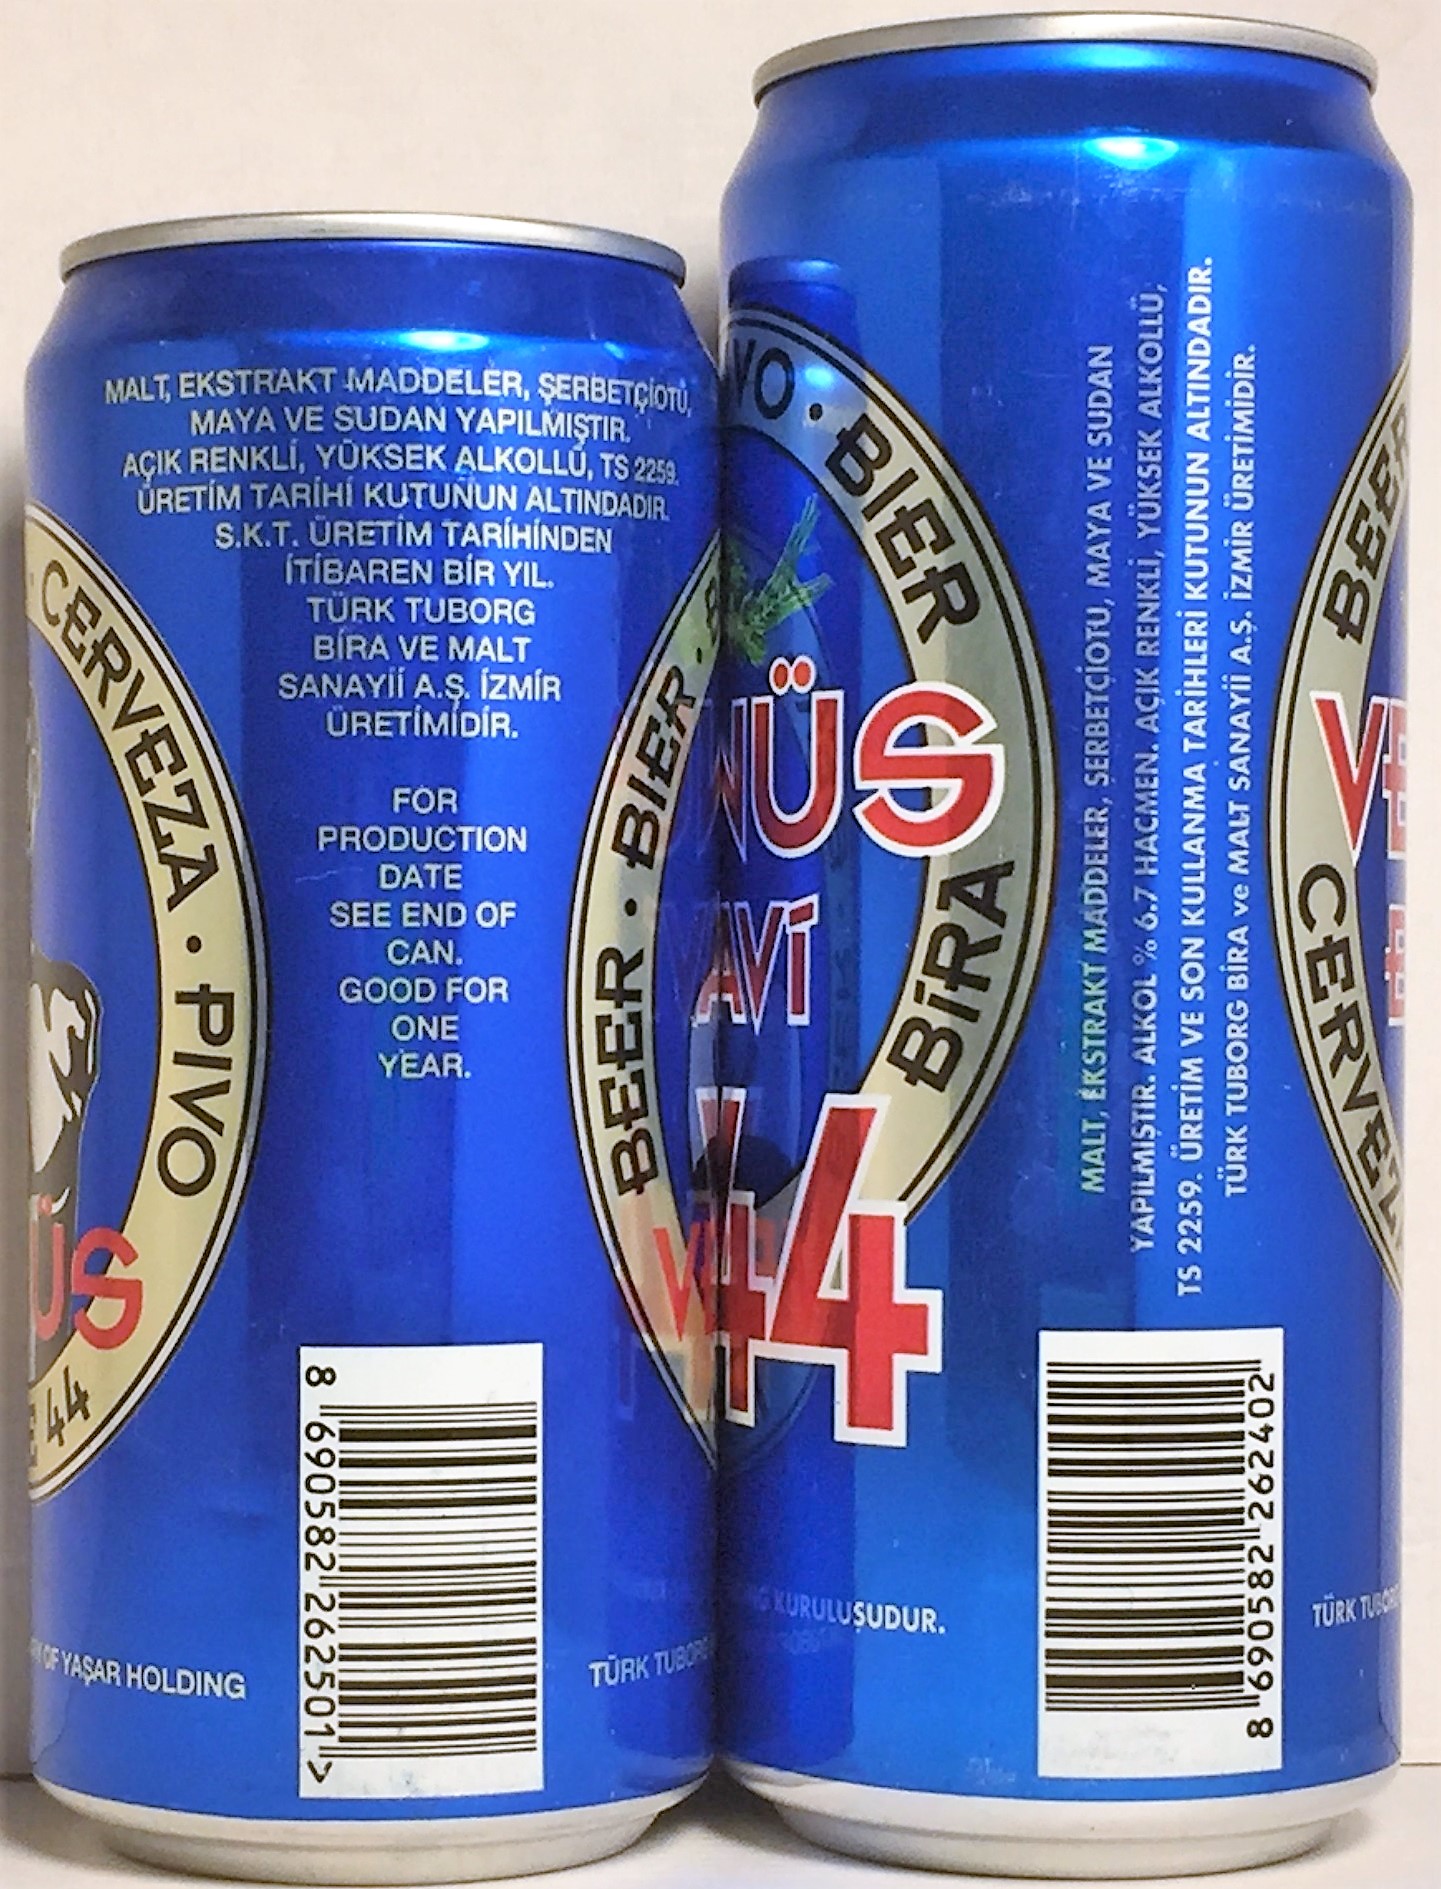 MALT, EKSTRAKT MADDELER, ŞERBETÇİOTU,
MAYA VE SUDAN YAPILMIŞTIR.
AÇIK RENKLİ, YÜKSEK ALKOLLÜ, TS 2259.
ÜRETİM TARİHİ KUTUNUN ALTINDADIR.
S.K.T. ÜRETİM TARİHİNDEN
İTİBAREN BİR YIL.
TÜRK TUBORG
BİRA VE MALT
SANAYİİ A.Ş. İZMİR
ÜRETİMİDİR.
FOR
PRODUCTION
DATE
SEE END OF
CAN.
GOOD FOR
ONE
YEAR.
· CERVEZA · PIVO
ÜS
44
OF YAŞAR HOLDING
8 690582 262501 >
BEER · BIER ·
TÜRK TUBORG
VO · BIER
BİRA
NÜS
MAVİ
44
KURULUŞUDUR.
MALT, EKSTRAKT MADDELER, ŞERBETÇİOTU, MAYA VE SUDAN
YAPILMIŞTIR. ALKOL % 6.7 HACMEN. AÇIK RENKLİ, YÜKSEK ALKOLLÜ,
TS 2259. ÜRETİM VE SON KULLANMA TARİHLERİ KUTUNUN ALTINDADIR.
TÜRK TUBORG BİRA ve MALT SANAYİİ A.Ş. İZMİR ÜRETİMİDİR.
8 690582 262402
BEER
VE
CERVEZA
TÜRK TUBORG